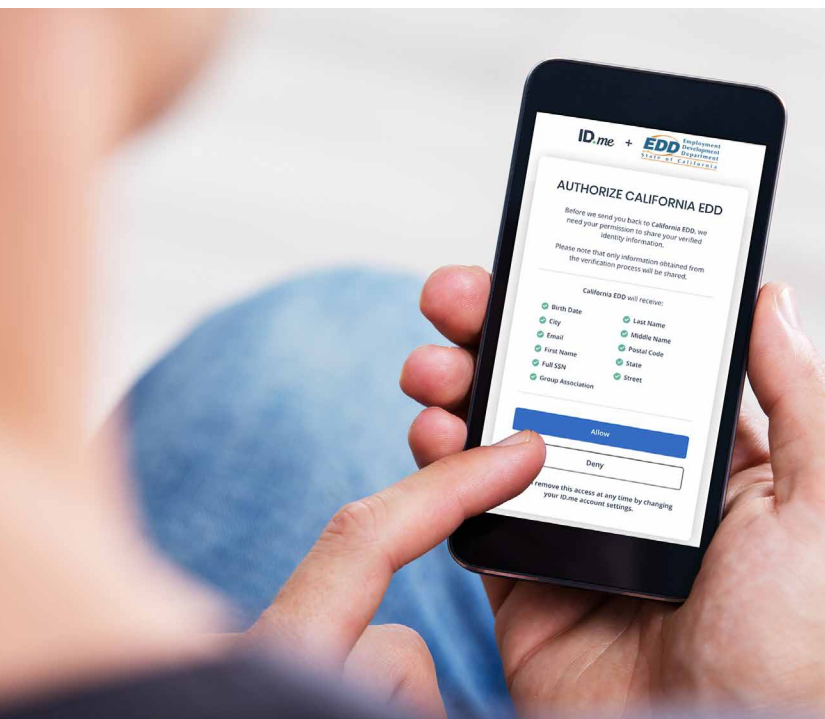 ID.me + EDD Employment
Development
Department
State of California
AUTHORIZE CALIFORNIA EDD
Before we send you back to California EDD, we
need your permission to share your verified
identity information.
Please note that only information obtained from
the verification process will be shared.
California EDD will receive:
Birth Date
City
Email
First Name
Full SSN
Group Association
Last Name
Middle Name
Postal Code
State
Street
Allow
Deny
remove this access at any time by changing
your ID.me account settings.